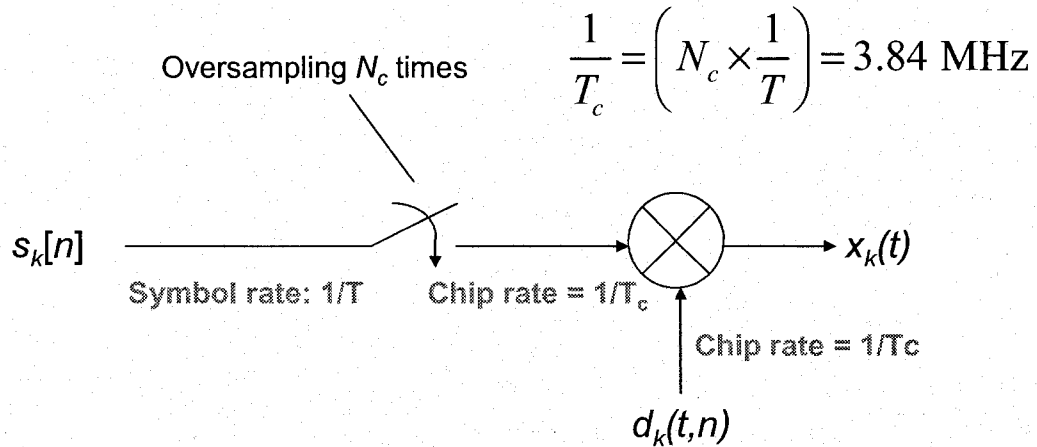 1/T_c = (N_c × 1/T) = 3.84 MHz
Oversampling N_c times
s_k[n]
x_k(t)
Symbol rate: 1/T
Chip rate = 1/T_c
Chip rate = 1/Tc
d_k(t,n)